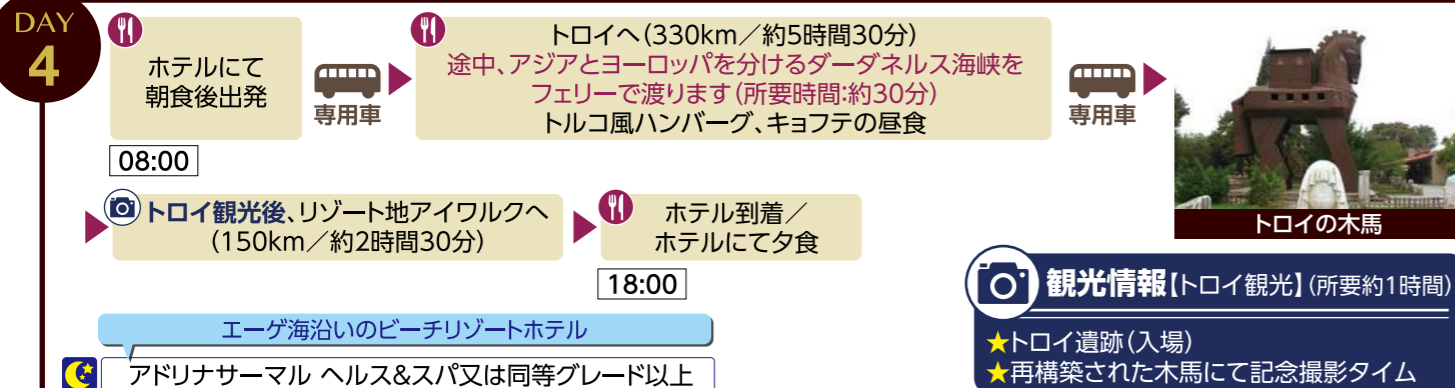 DAY
4
ホテルにて
朝食後出発
08:00
専用車
トロイへ(330km/約5時間30分)
途中、アジアとヨーロッパを分けるダーダネルス海峡を
フェリーで渡ります(所要時間:約30分)
トルコ風ハンバーグ、キョフテの昼食
専用車
トロイの木馬
トロイ観光後、リゾート地アイワルクへ
(150km/約2時間30分)
ホテル到着/
ホテルにて夕食
18:00
エーゲ海沿いのビーチリゾートホテル
アドリナサーマル ヘルス&スパ又は同等グレード以上
観光情報【トロイ観光】(所要約1時間)
★トロイ遺跡(入場)
★再構築された木馬にて記念撮影タイム